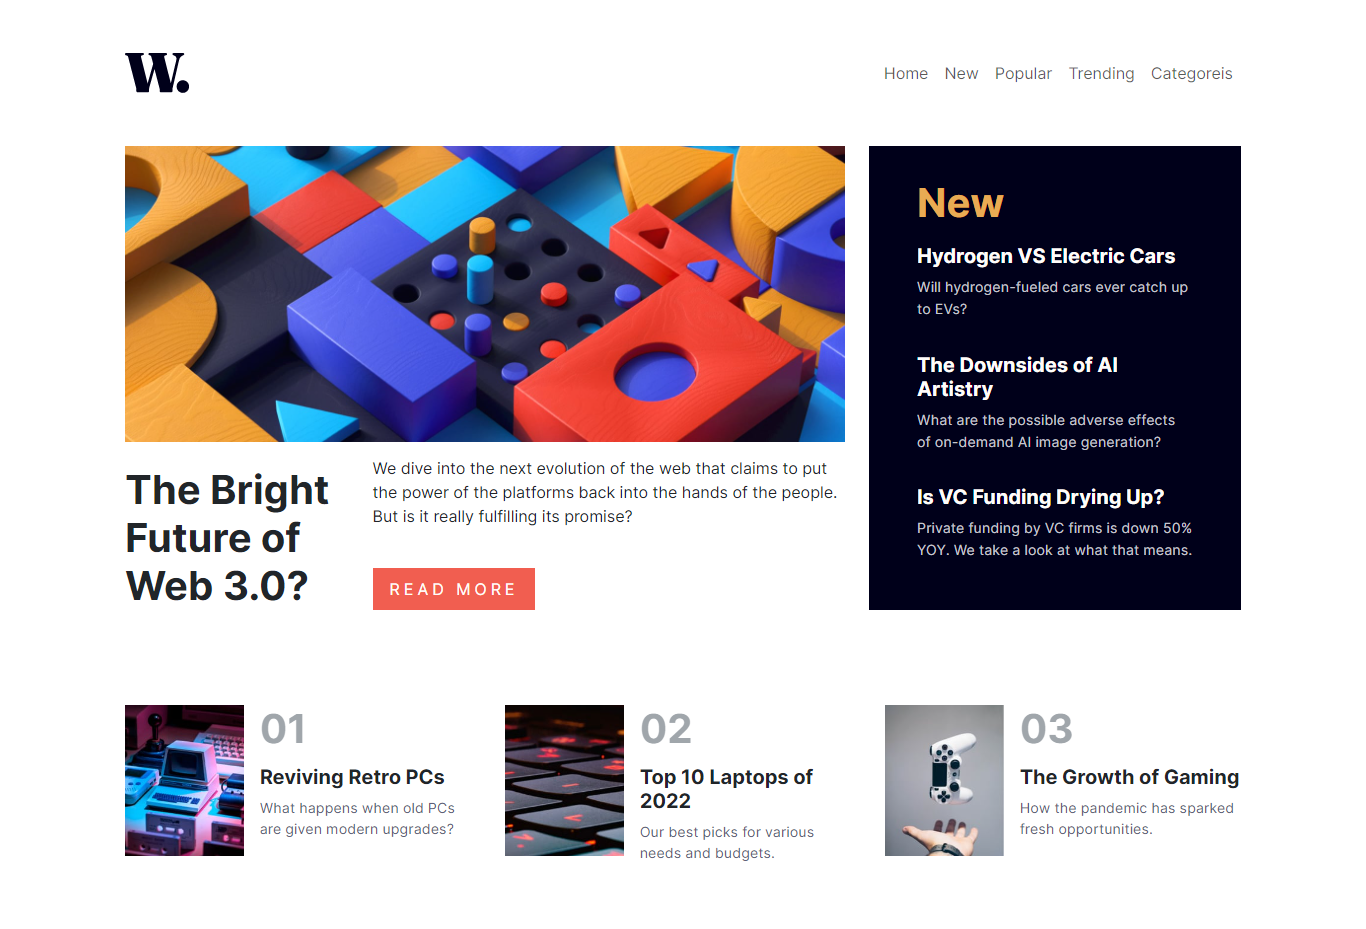 W.
Home New Popular Trending Categoreis
New
Hydrogen VS Electric Cars
Will hydrogen-fueled cars ever catch up
to EVs?
The Downsides of AI
Artistry
What are the possible adverse effects
of on-demand AI image generation?
Is VC Funding Drying Up?
Private funding by VC firms is down 50%
YOY. We take a look at what that means.
The Bright
Future of
Web 3.0?
We dive into the next evolution of the web that claims to put
the power of the platforms back into the hands of the people.
But is it really fulfilling its promise?
READ MORE
01
Reviving Retro PCs
What happens when old PCs
are given modern upgrades?
02
Top 10 Laptops of
2022
Our best picks for various
needs and budgets.
03
The Growth of Gaming
How the pandemic has sparked
fresh opportunities.